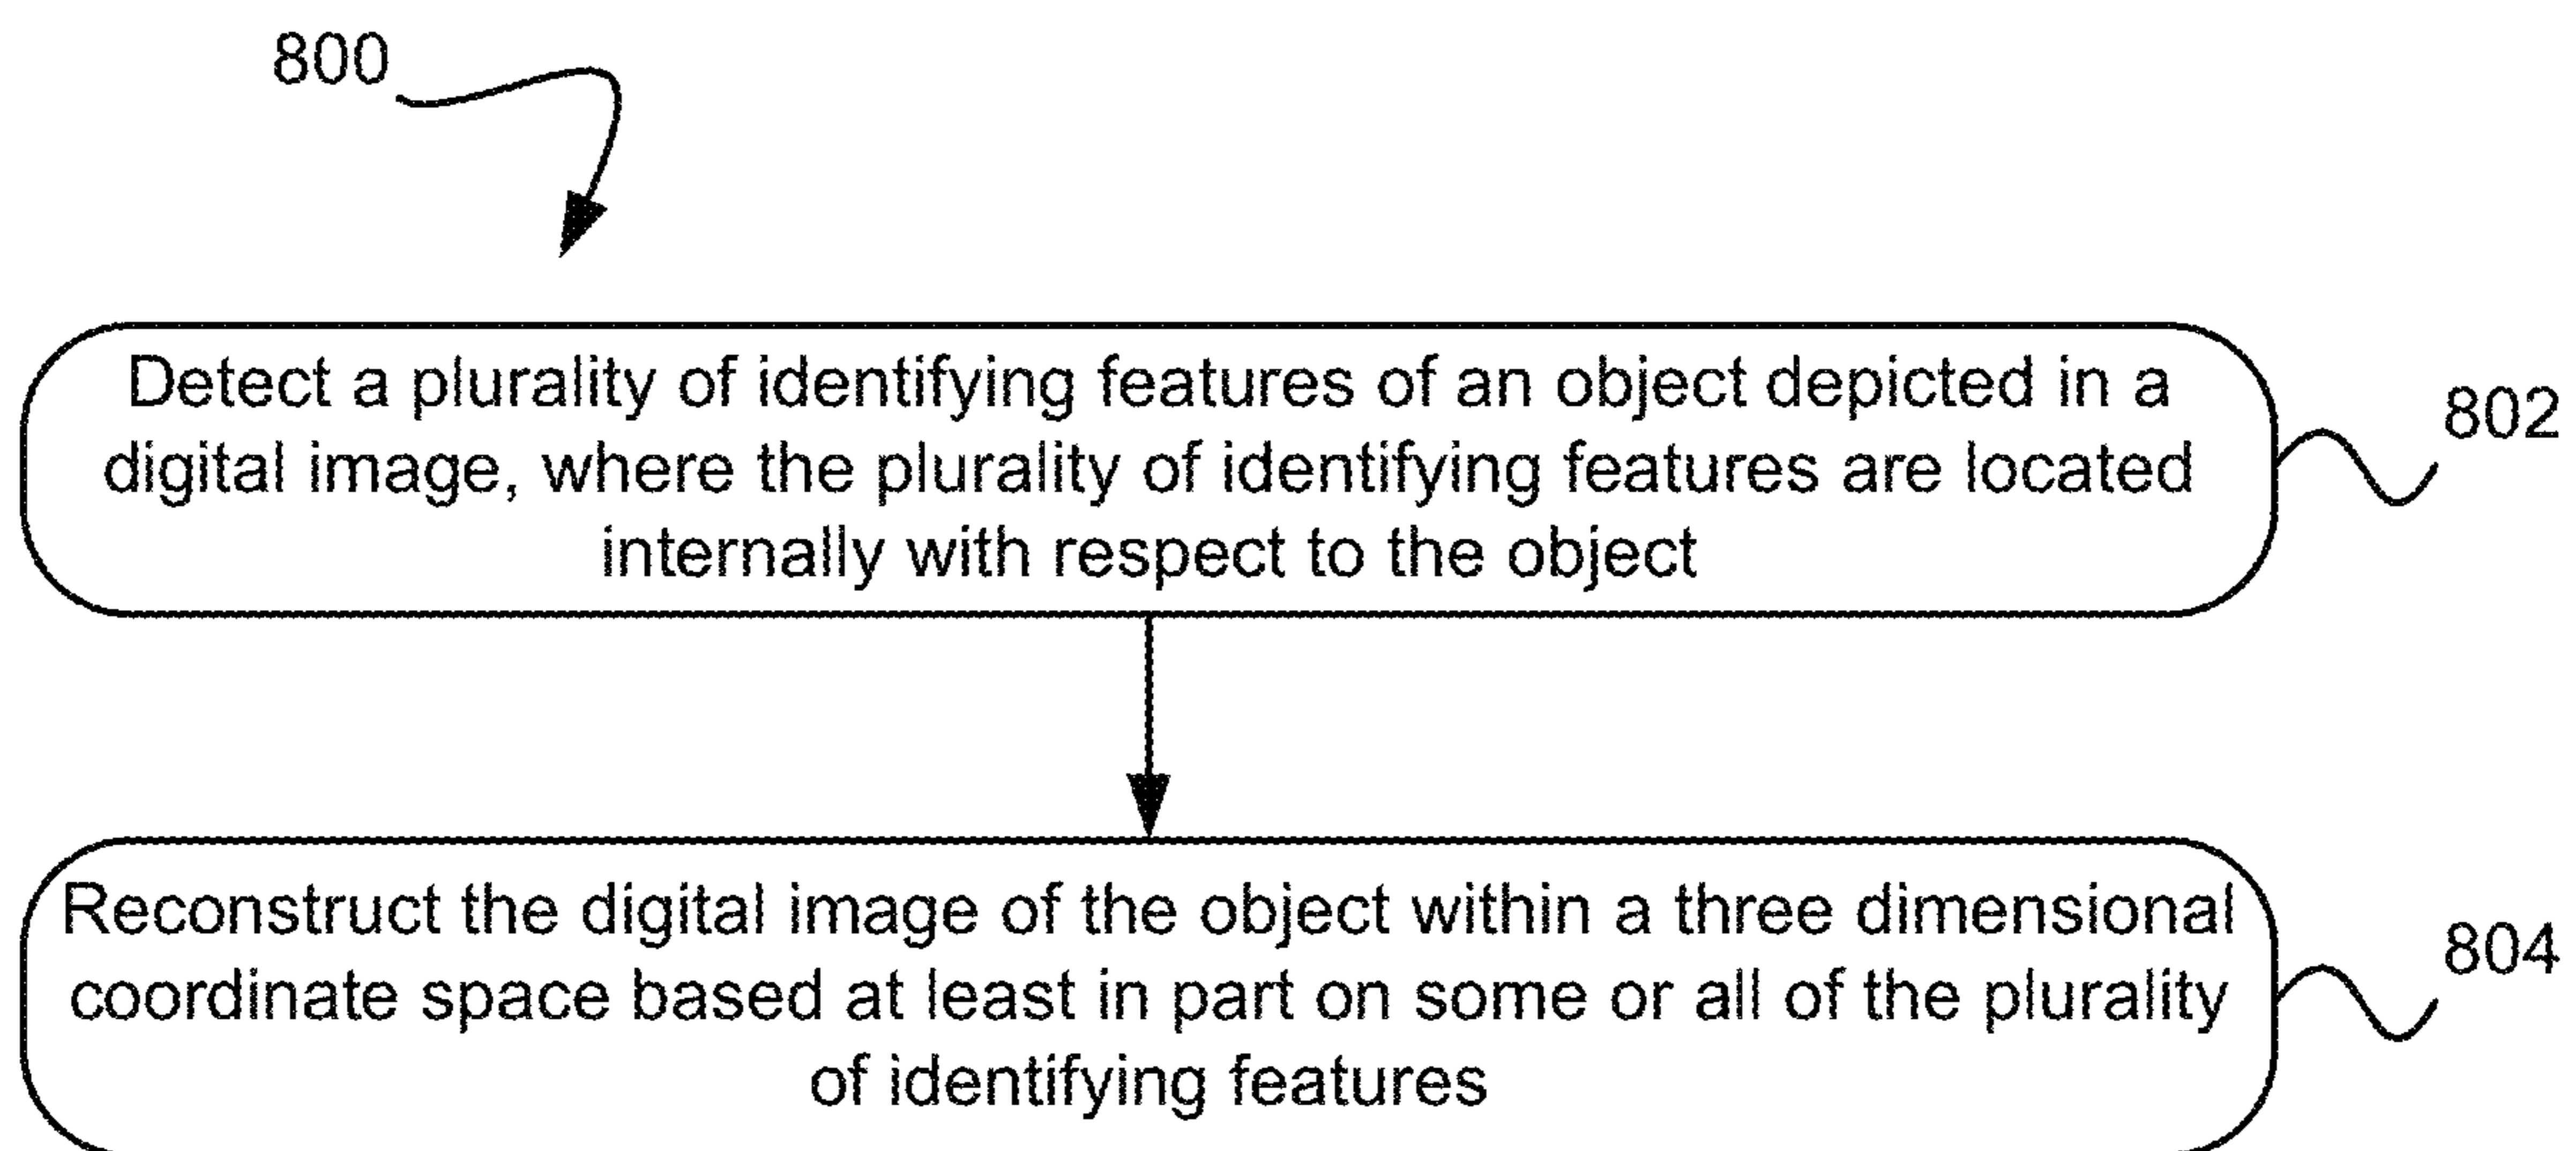 800
Detect a plurality of identifying features of an object depicted in a
digital image, where the plurality of identifying features are located
internally with respect to the object
802
Reconstruct the digital image of the object within a three dimensional
coordinate space based at least in part on some or all of the plurality
of identifying features
804